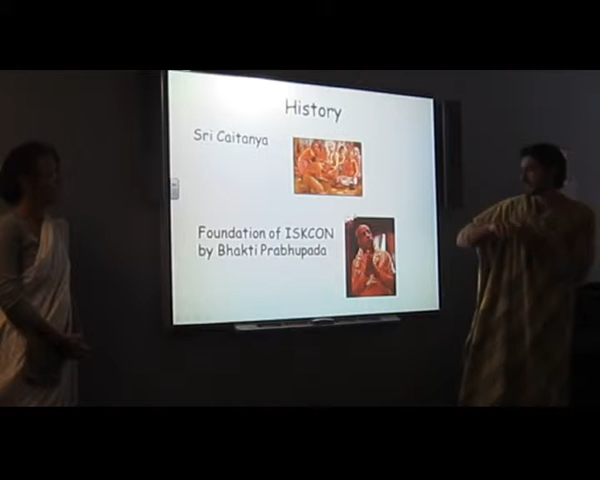 History
Sri Caitanya
Foundation of ISKCON
by Bhakti Prabhupada